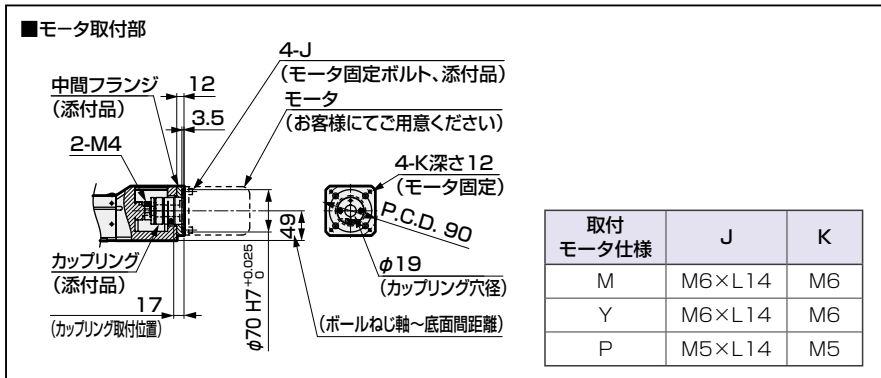 ■モータ取付部
4-J
(モータ固定ボルト、添付品)
中間フランジ
(添付品)
12
モータ
(お客様にてご用意ください)
3.5
2-M4
4-K深さ12
(モータ固定)
P.C.D. 90
49
カップリング
(添付品)
φ19
(カップリング穴径)
17
(カップリング取付位置)
φ70 H7 +0.025 0
(ボールねじ軸〜底面間距離)
取付
モータ仕様 J K
M M6×L14 M6
Y M6×L14 M6
P M5×L14 M5